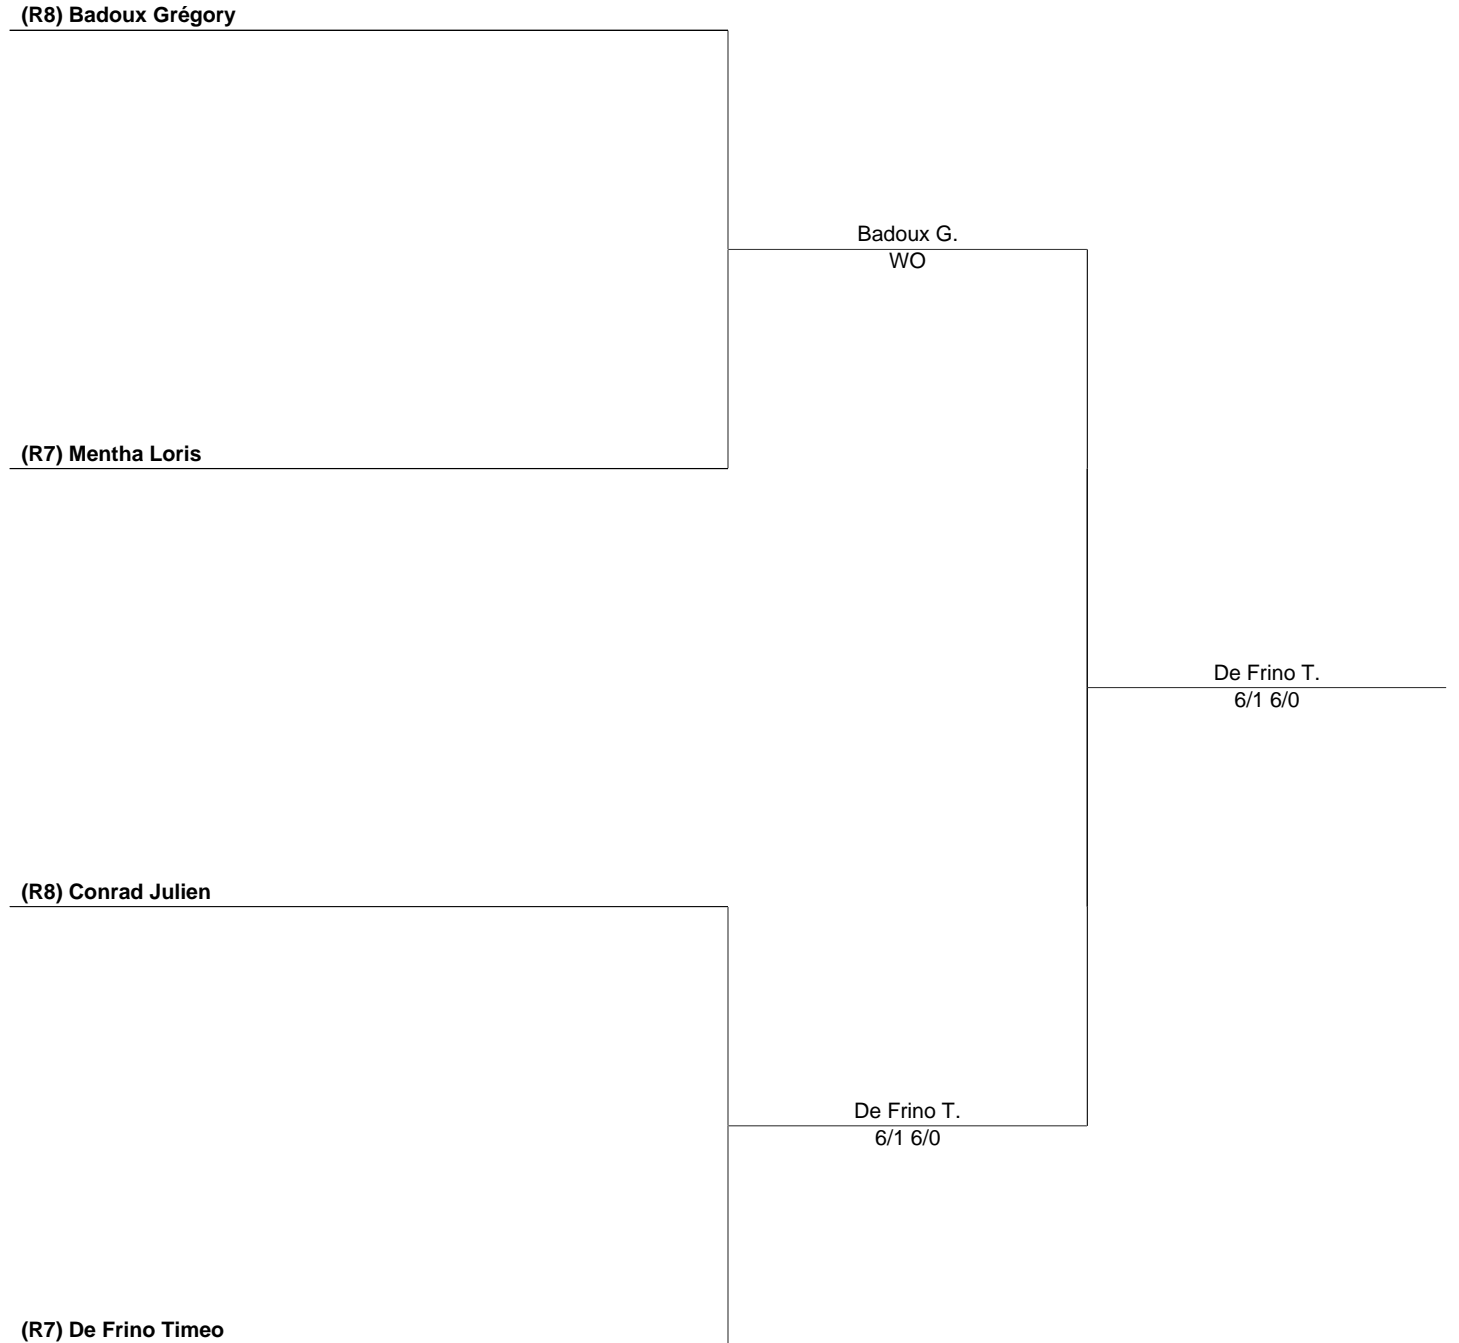 (R8) Badoux Grégory
Badoux G.
WO
(R7) Mentha Loris
De Frino T.
6/1 6/0
(R8) Conrad Julien
De Frino T.
6/1 6/0
(R7) De Frino Timeo